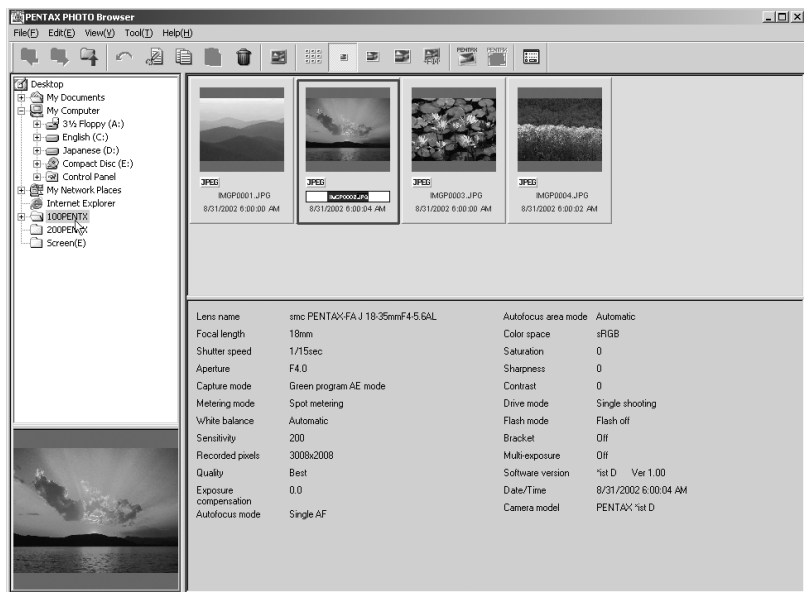 PENTAX PHOTO Browser
File(F) Edit(E) View(V) Tool(T) Help(H)
PENTAX PENTAX
Desktop
My Documents
My Computer
3½ Floppy (A:)
English (C:)
Japanese (D:)
Compact Disc (E:)
Control Panel
My Network Places
Internet Explorer
100PENTX
200PENTX
Screen(E)
JPEG
IMGP0001.JPG
8/31/2002 6:00:00 AM
JPEG
IMGP0002.JPG
8/31/2002 6:00:04 AM
JPEG
IMGP0003.JPG
8/31/2002 6:00:00 AM
JPEG
IMGP0004.JPG
8/31/2002 6:00:02 AM
Lens name smc PENTAX-FA J 18-35mmF4-5.6AL
Focal length 18mm
Shutter speed 1/15sec
Aperture F4.0
Capture mode Green program AE mode
Metering mode Spot metering
White balance Automatic
Sensitivity 200
Recorded pixels 3008x2008
Quality Best
Exposure compensation 0.0
Autofocus mode Single AF
Autofocus area mode Automatic
Color space sRGB
Saturation 0
Sharpness 0
Contrast 0
Drive mode Single shooting
Flash mode Flash off
Bracket Off
Multi-exposure Off
Software version *ist D Ver 1.00
Date/Time 8/31/2002 6:00:04 AM
Camera model PENTAX *ist D